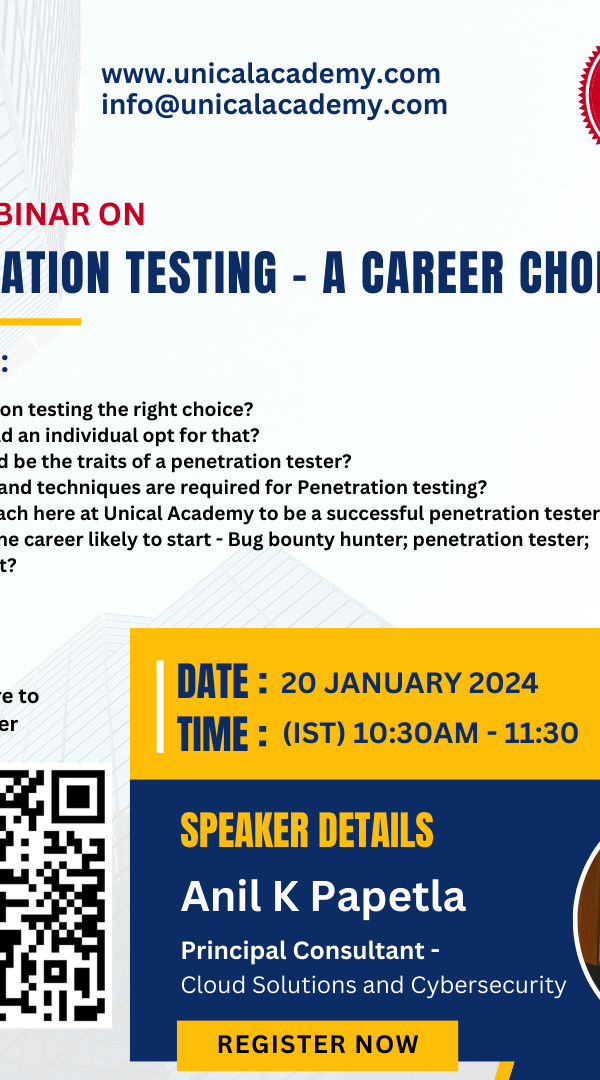 www.unicalacademy.com
info@unicalacademy.com
BINAR ON
ATION TESTING - A CAREER CHOI
:
on testing the right choice?
d an individual opt for that?
d be the traits of a penetration tester?
and techniques are required for Penetration testing?
ach here at Unical Academy to be a successful penetration tester
he career likely to start - Bug bounty hunter; penetration tester;
t?
DATE : 20 JANUARY 2024
TIME : (IST) 10:30AM - 11:30
re to
er
SPEAKER DETAILS
Anil K Papetla
Principal Consultant -
Cloud Solutions and Cybersecurity
REGISTER NOW